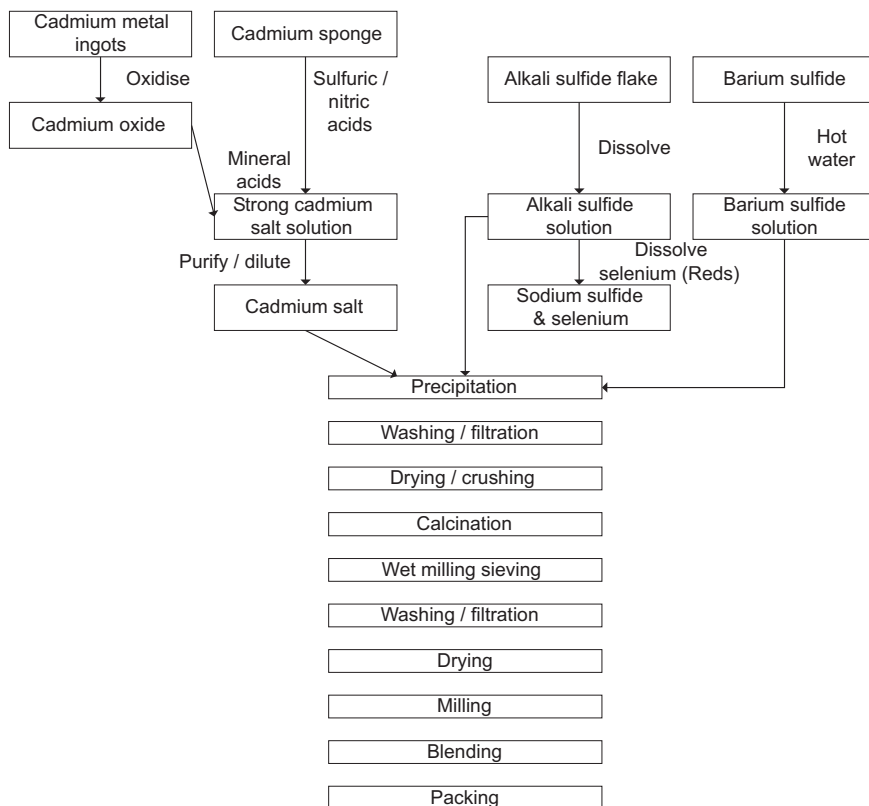 Cadmium metal
ingots
Cadmium sponge
Alkali sulfide flake
Barium sulfide
Oxidise
Sulfuric /
nitric
acids
Cadmium oxide
Dissolve
Hot
water
Mineral
acids
Strong cadmium
salt solution
Alkali sulfide
solution
Barium sulfide
solution
Purify / dilute
Dissolve
selenium (Reds)
Cadmium salt
Sodium sulfide
& selenium
Precipitation
Washing / filtration
Drying / crushing
Calcination
Wet milling sieving
Washing / filtration
Drying
Milling
Blending
Packing